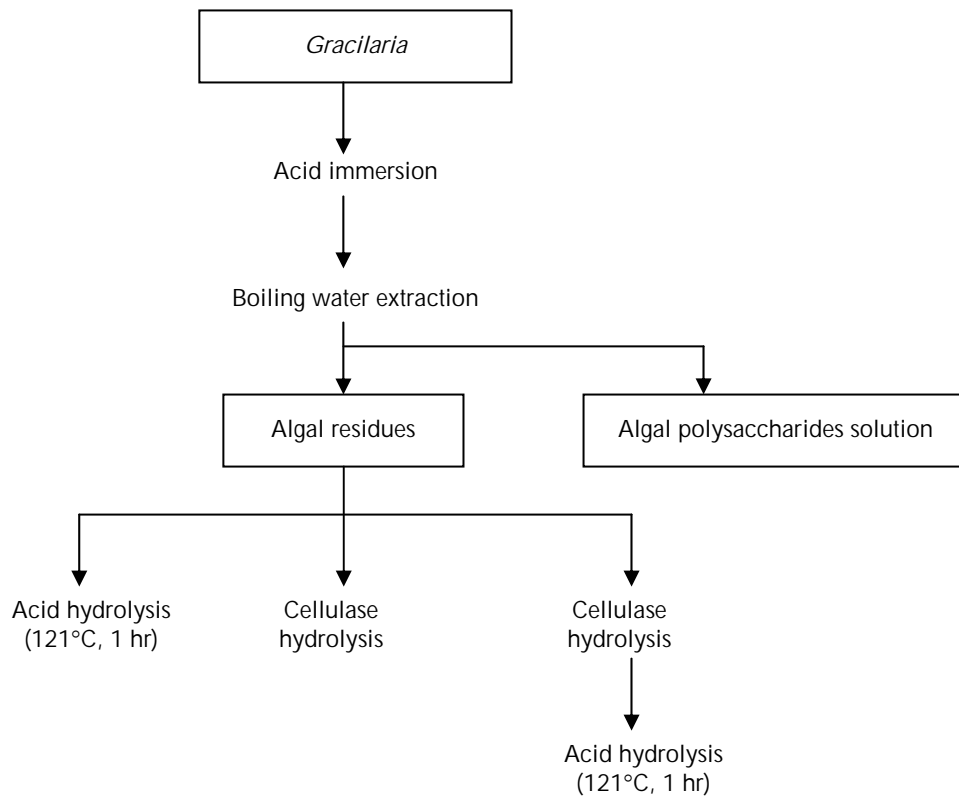 Gracilaria
Acid immersion
Boiling water extraction
Algal residues
Algal polysaccharides solution
Acid hydrolysis
(121°C, 1 hr)
Cellulase
hydrolysis
Cellulase
hydrolysis
Acid hydrolysis
(121°C, 1 hr)